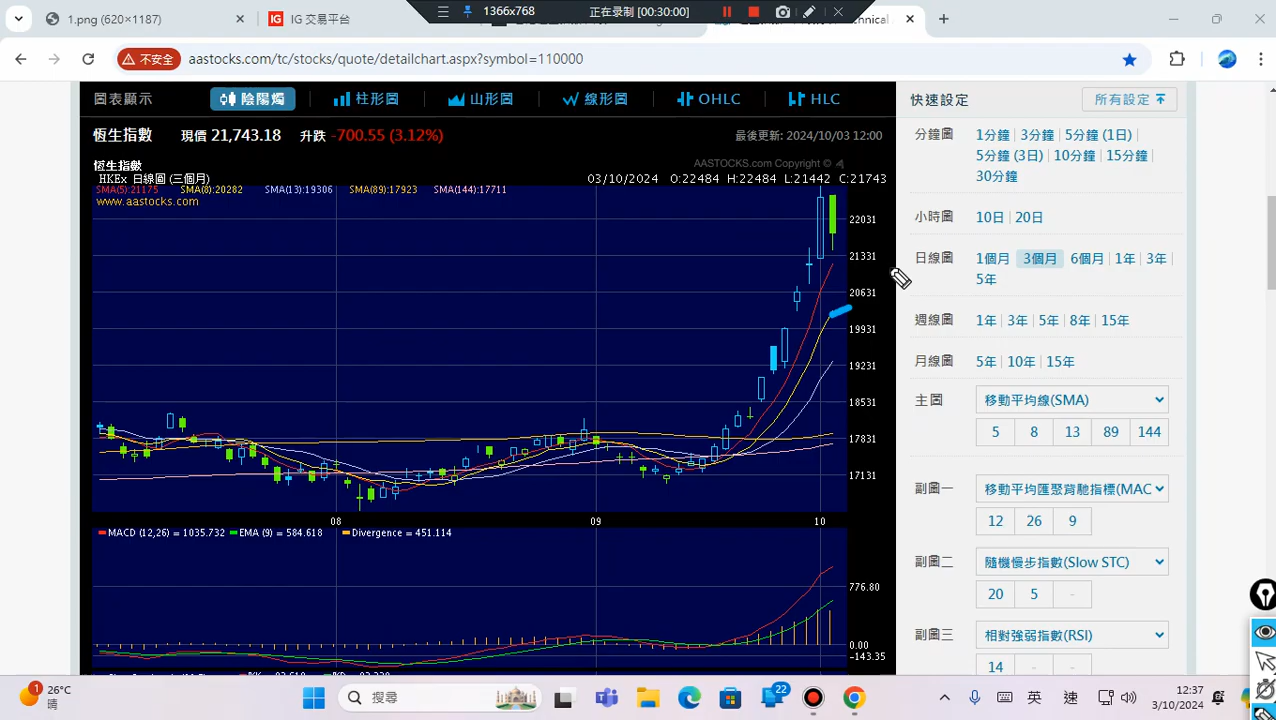 1.png (620×1187)
IG IG 交易平台
1366x768
正在录制 [00:30:00]
chnical
不安全
aastocks.com/tc/stocks/quote/detailchart.aspx?symbol=110000
圖表顯示 陰陽燭 柱形圖 山形圖 線形圖 OHLC HLC
恆生指數 現價 21,743.18 升跌 -700.55 (3.12%) 最後更新: 2024/10/03 12:00
恆生指數
AASTOCKS.com Copyright ©
HKEx 日線圖 (三個月) 03/10/2024 O:22484 H:22484 L:21442 C:21743
SMA(5):21175 SMA(8):20282 SMA(13):19306 SMA(89):17923 SMA(144):17711
www.aastocks.com
22031
21331
20631
19931
19231
18531
17831
17131
08 09 10
MACD (12,26) = 1035.732 EMA (9) = 584.618 Divergence = 451.114
776.80
0.00
-143.35
快速設定 所有設定
分鐘圖 1分鐘 3分鐘 5分鐘 (1日)
5分鐘 (3日) 10分鐘 15分鐘
30分鐘
小時圖 10日 20日
日線圖 1個月 3個月 6個月 1年 3年
5年
週線圖 1年 3年 5年 8年 15年
月線圖 5年 10年 15年
主圖 移動平均線(SMA)
5 8 13 89 144
副圖一 移動平均匯聚背馳指標(MAC
12 26 9
副圖二 隨機慢步指數(Slow STC)
20 5 -
副圖三 相對強弱指數(RSI)
14 - -
1
26°C
晴
搜尋
22
英 速
12:37
3/10/2024